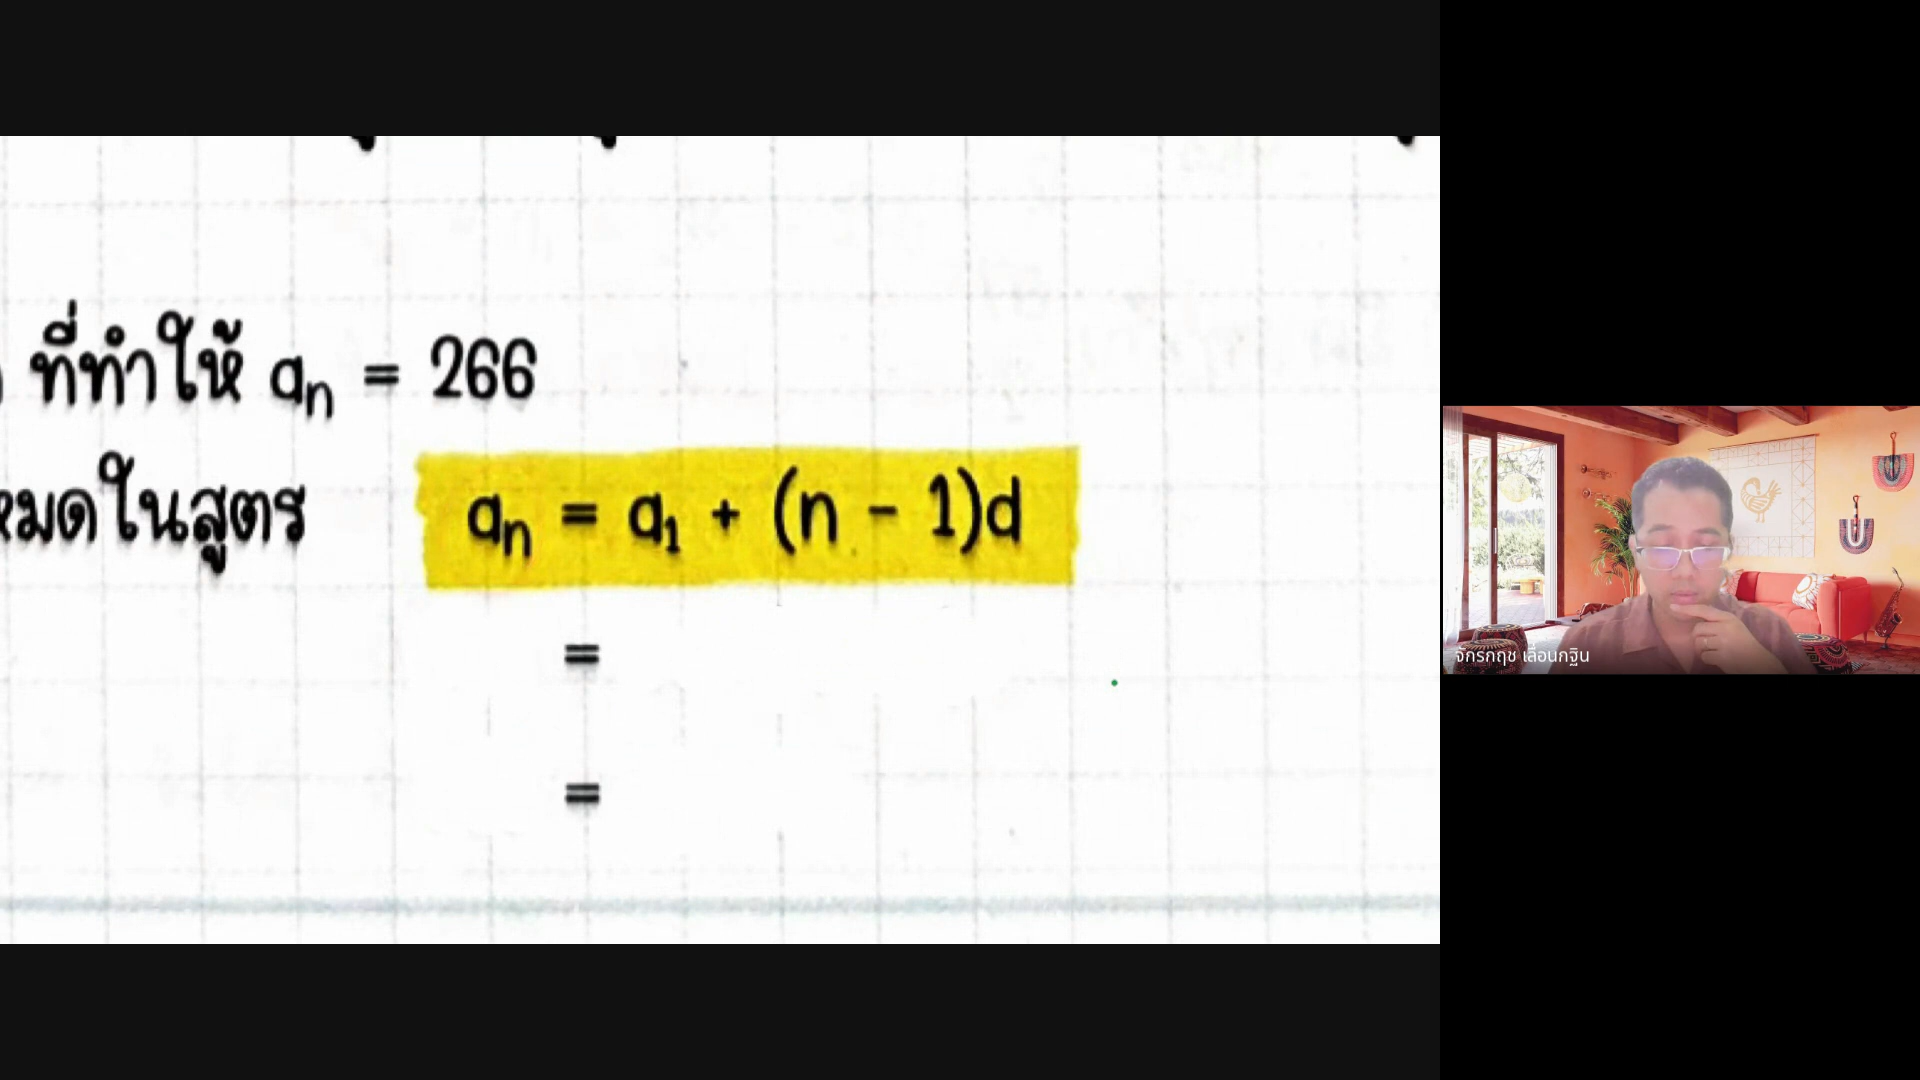 ที่ทำให้ aₙ = 266
หมดในสูตร aₙ = a₁ + (n - 1)d
=
=
จักรกฤช เลื่อนกฐิน